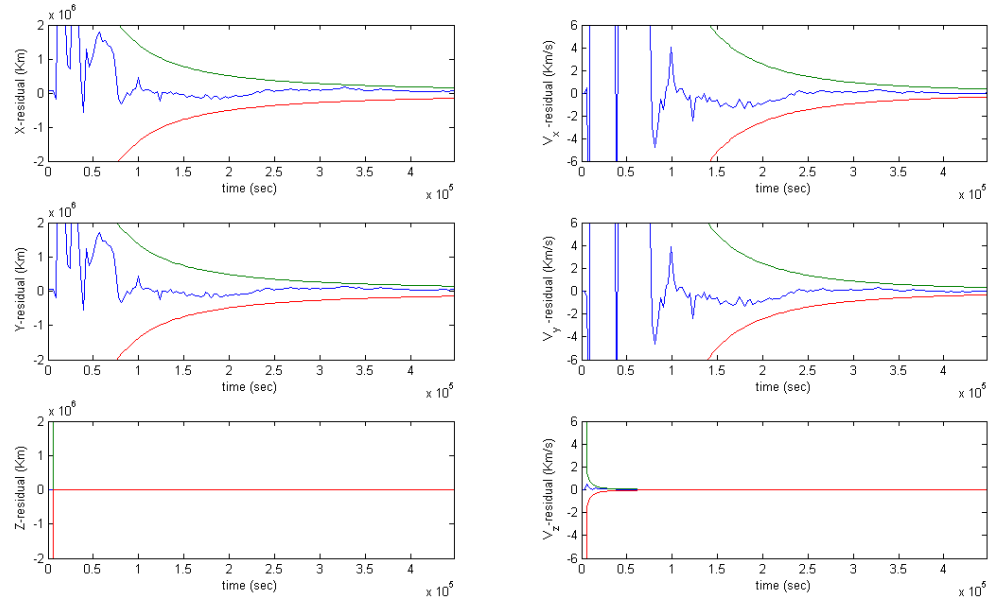 x 10^6
2
1
0
-1
-2
X-residual (Km)
0 0.5 1 1.5 2 2.5 3 3.5 4
time (sec)
x 10^5
6
4
2
0
-2
-4
-6
V_x -residual (Km/s)
0 0.5 1 1.5 2 2.5 3 3.5 4
time (sec)
x 10^5
x 10^6
2
1
0
-1
-2
Y-residual (Km)
0 0.5 1 1.5 2 2.5 3 3.5 4
time (sec)
x 10^5
6
4
2
0
-2
-4
-6
V_y -residual (Km/s)
0 0.5 1 1.5 2 2.5 3 3.5 4
time (sec)
x 10^5
x 10^6
2
1
0
-1
-2
Z-residual (Km)
0 0.5 1 1.5 2 2.5 3 3.5 4
time (sec)
x 10^5
6
4
2
0
-2
-4
-6
V_z-residual (Km/s)
0 0.5 1 1.5 2 2.5 3 3.5 4
time (sec)
x 10^5